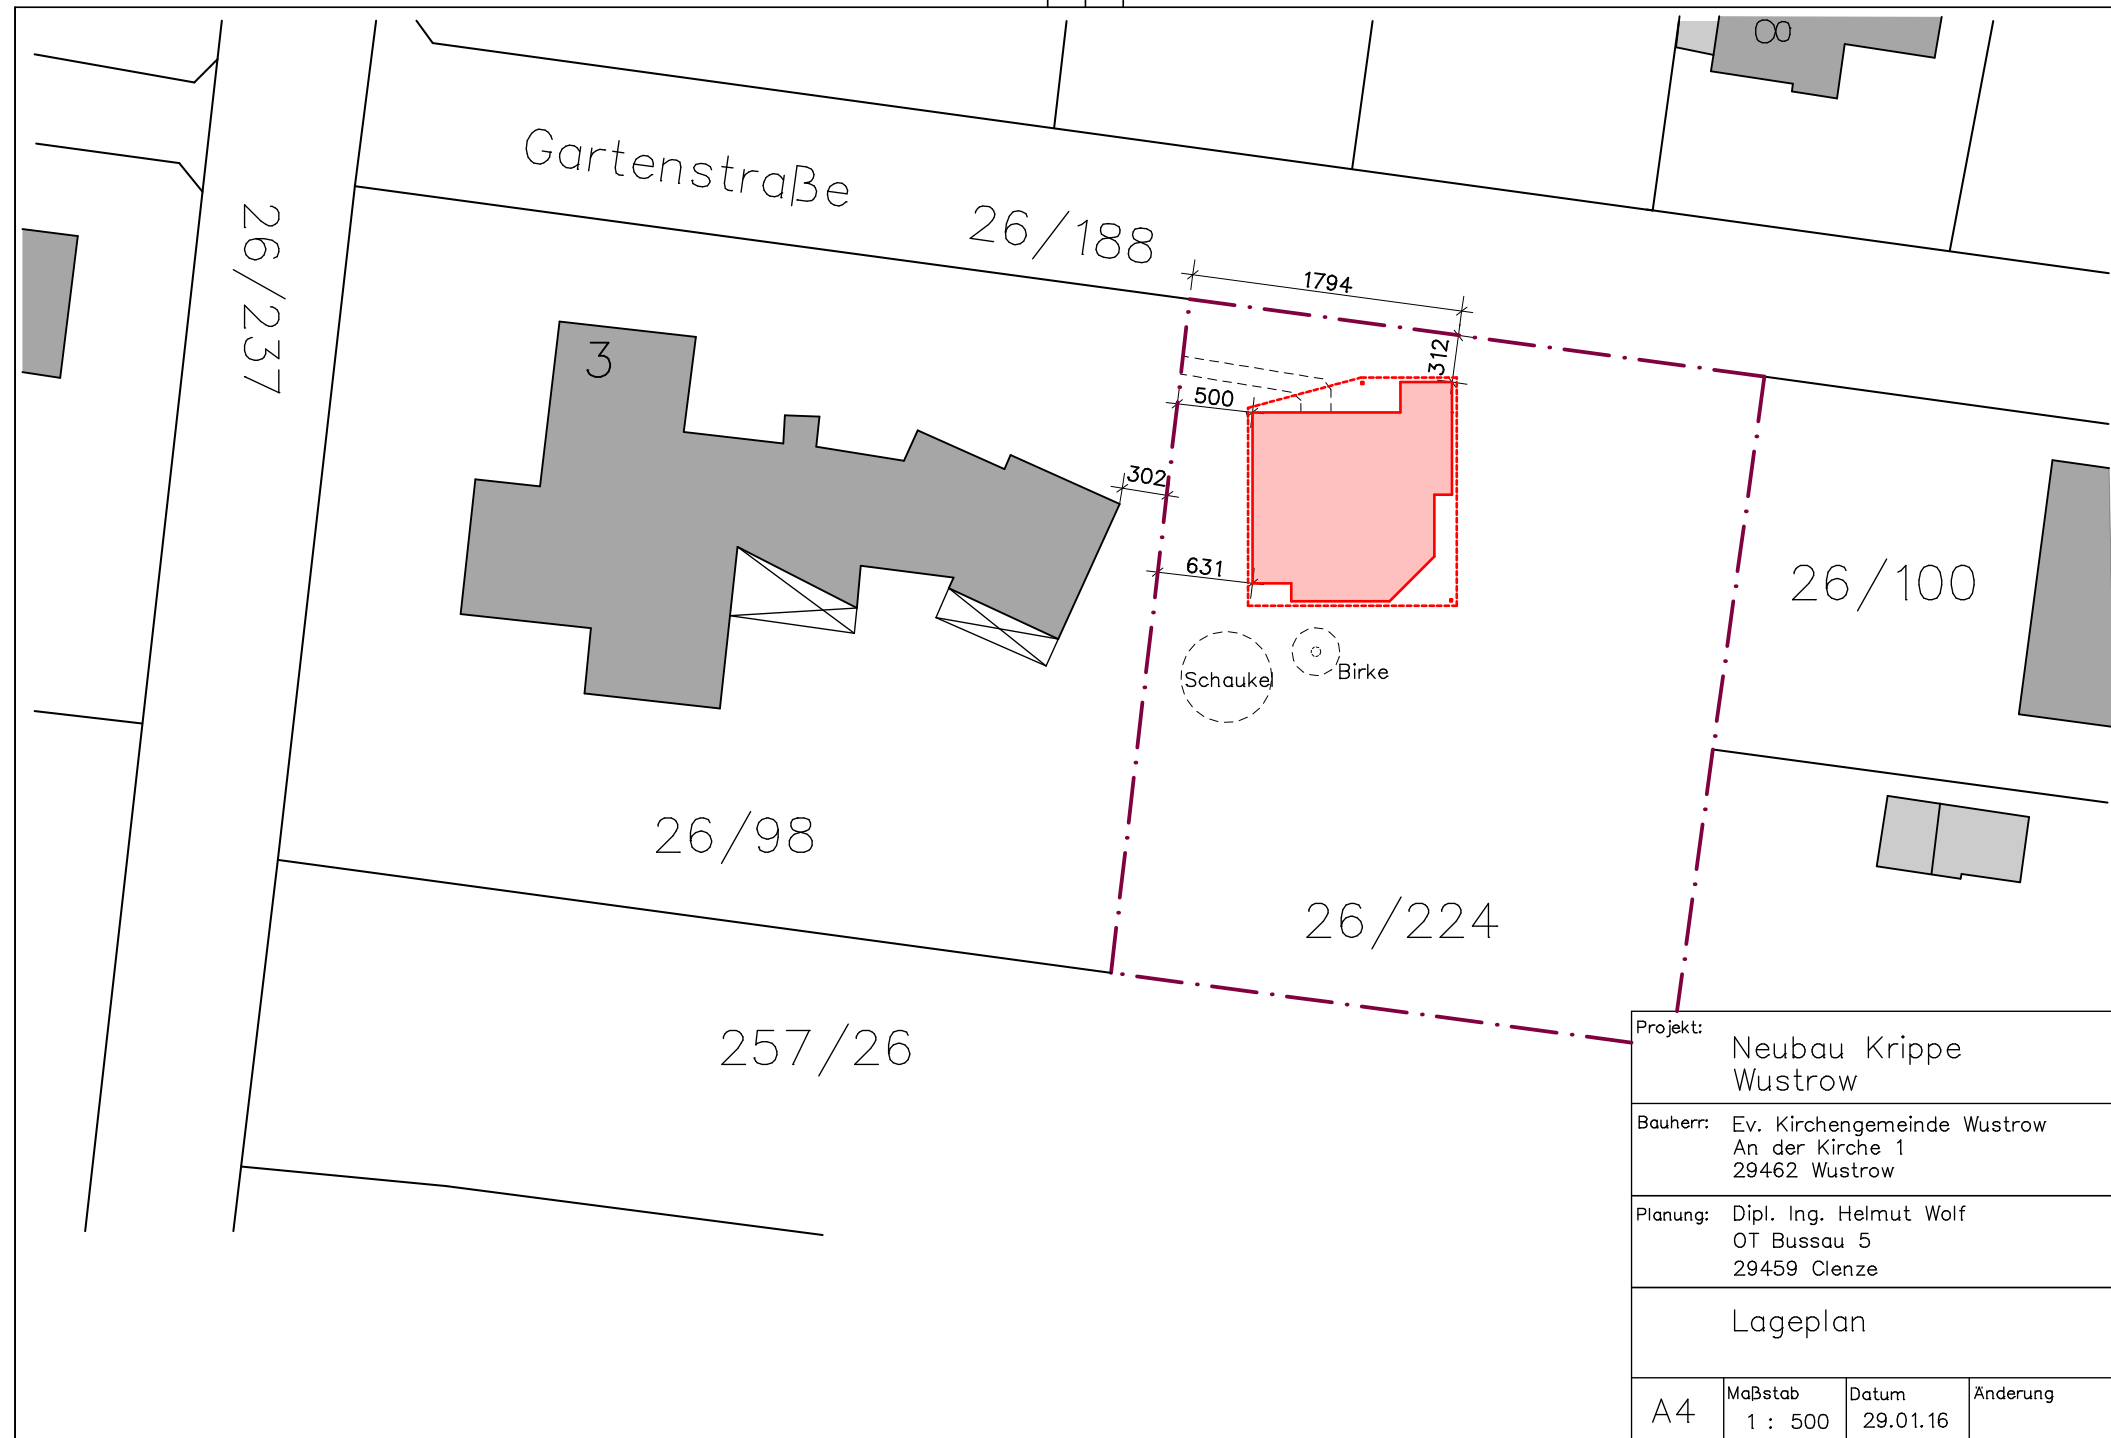 8
Gartenstraße
26/188
26/237
1794
3
312
500
302
631
26/100
Schaukel
Birke
26/98
26/224
257/26
Projekt:
Neubau Krippe
Wustrow
Bauherr:
Ev. Kirchengemeinde Wustrow
An der Kirche 1
29462 Wustrow
Planung:
Dipl. Ing. Helmut Wolf
OT Bussau 5
29459 Clenze
Lageplan
A4
Maßstab
1 : 500
Datum
29.01.16
Änderung